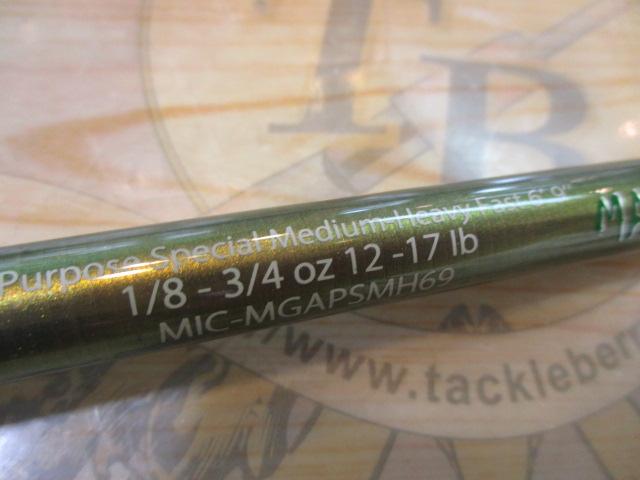 Purpose Special Medium Heavy Fast 6' 9"
1/8 - 3/4 oz 12 -17 lb
MIC-MGAPSMH69
TB
www.tackleber